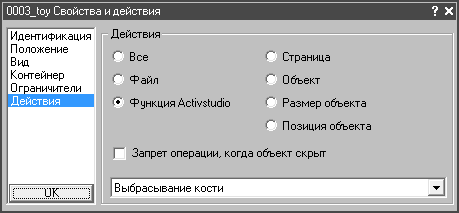 0003_toy Свойства и действия
Идентификация
Положение
Вид
Контейнер
Ограничители
Действия
OK
Действия
Все
Страница
Файл
Объект
Функция Activstudio
Размер объекта
Позиция объекта
Запрет операции, когда объект скрыт
Выбрасывание кости